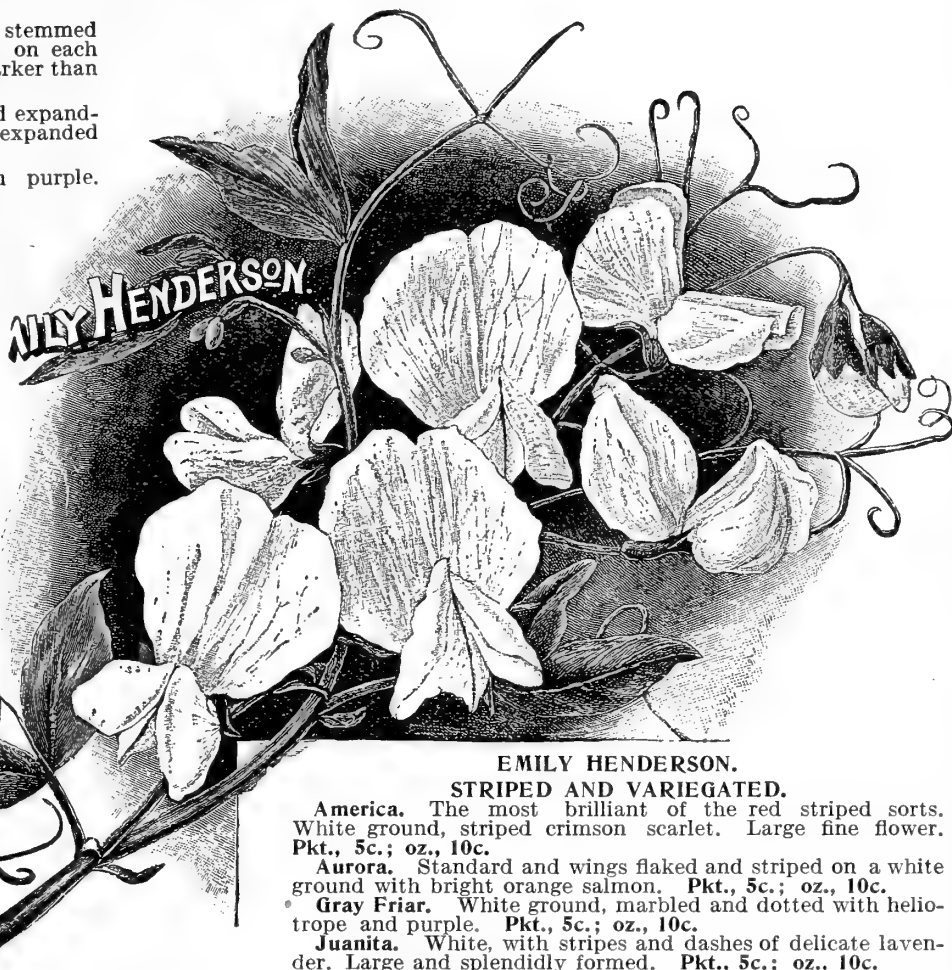 stemmed
on each
rker than
expand-
expanded
purple.
HENDERSON.
EMILY HENDERSON.
STRIPED AND VARIEGATED.
America. The most brilliant of the red striped sorts.
White ground, striped crimson scarlet. Large fine flower.
Pkt., 5c.; oz., 10c.
Aurora. Standard and wings flaked and striped on a white
ground with bright orange salmon. Pkt., 5c.; oz., 10c.
Gray Friar. White ground, marbled and dotted with helio-
trope and purple. Pkt., 5c.; oz., 10c.
Juanita. White, with stripes and dashes of delicate laven-
der. Large and splendidly formed. Pkt., 5c.; oz., 10c.